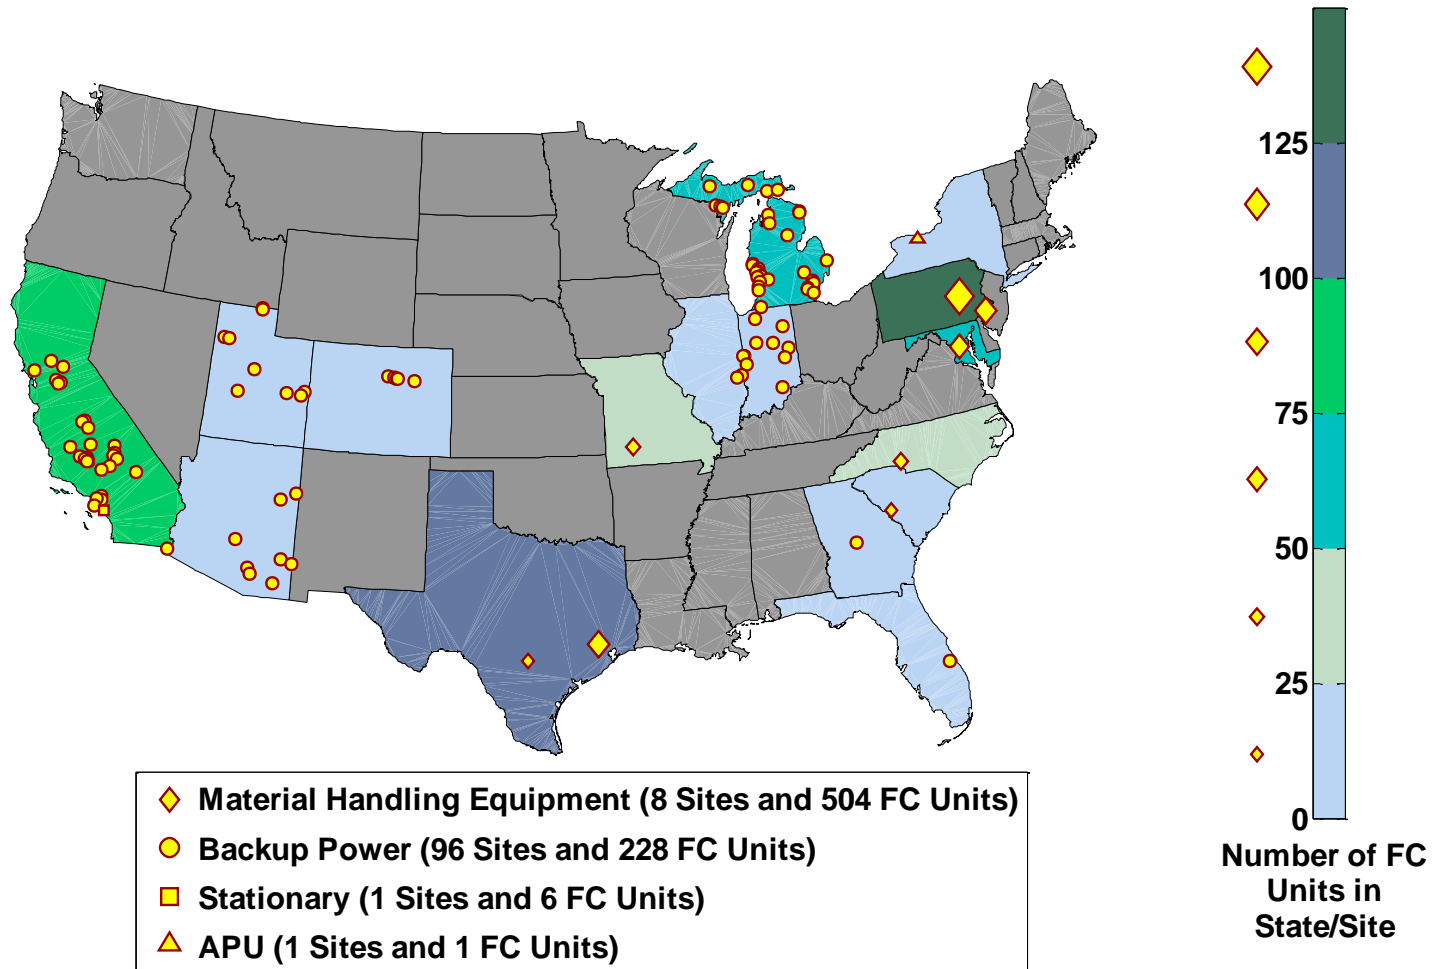 125
100
75
50
25
0
Number of FC
Units in
State/Site
Material Handling Equipment (8 Sites and 504 FC Units)
Backup Power (96 Sites and 228 FC Units)
Stationary (1 Sites and 6 FC Units)
APU (1 Sites and 1 FC Units)